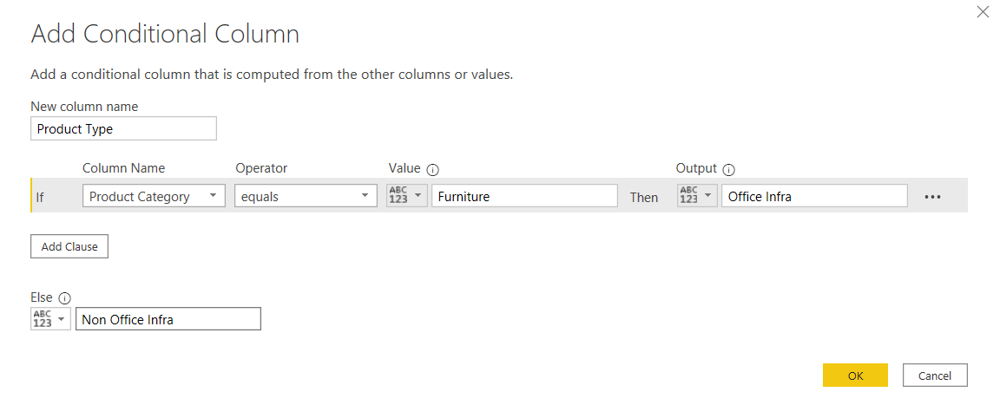 Add Conditional Column
Add a conditional column that is computed from the other columns or values.
New column name
Product Type
Column Name Operator Value Output
If Product Category equals ABC 123 Furniture Then ABC 123 Office Infra ...
Add Clause
Else
ABC 123 Non Office Infra
OK Cancel